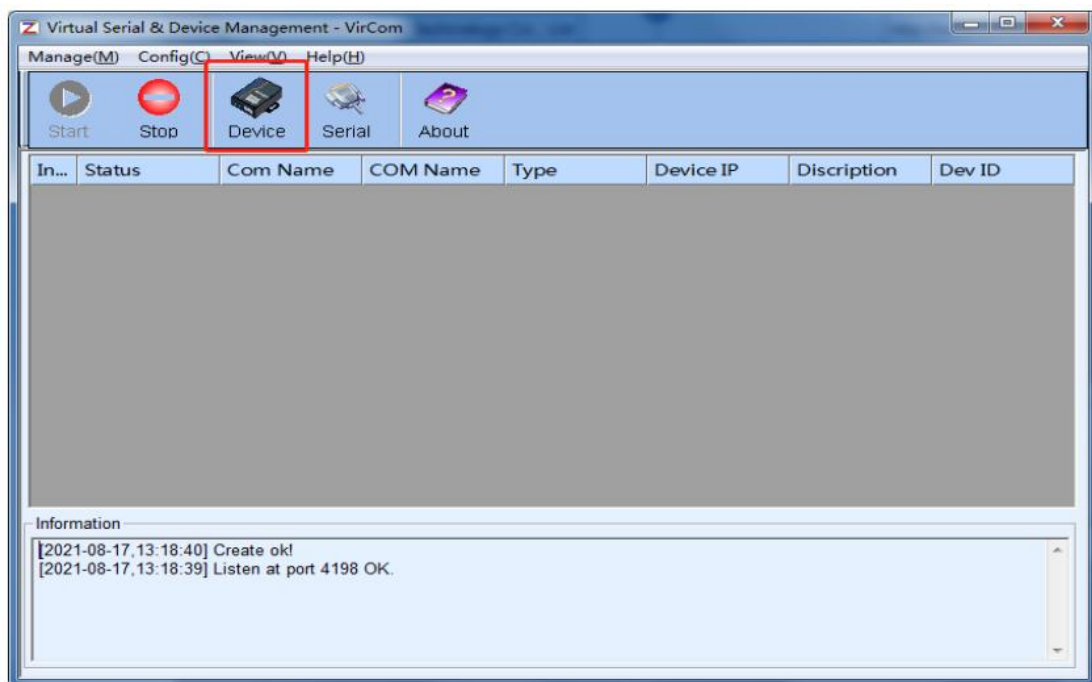 Virtual Serial & Device Management - VirCom
Manage(M) Config(C) View(V) Help(H)
Start Stop Device Serial About
In... Status Com Name COM Name Type Device IP Discription Dev ID
Information
[2021-08-17,13:18:40] Create ok!
[2021-08-17,13:18:39] Listen at port 4198 OK.